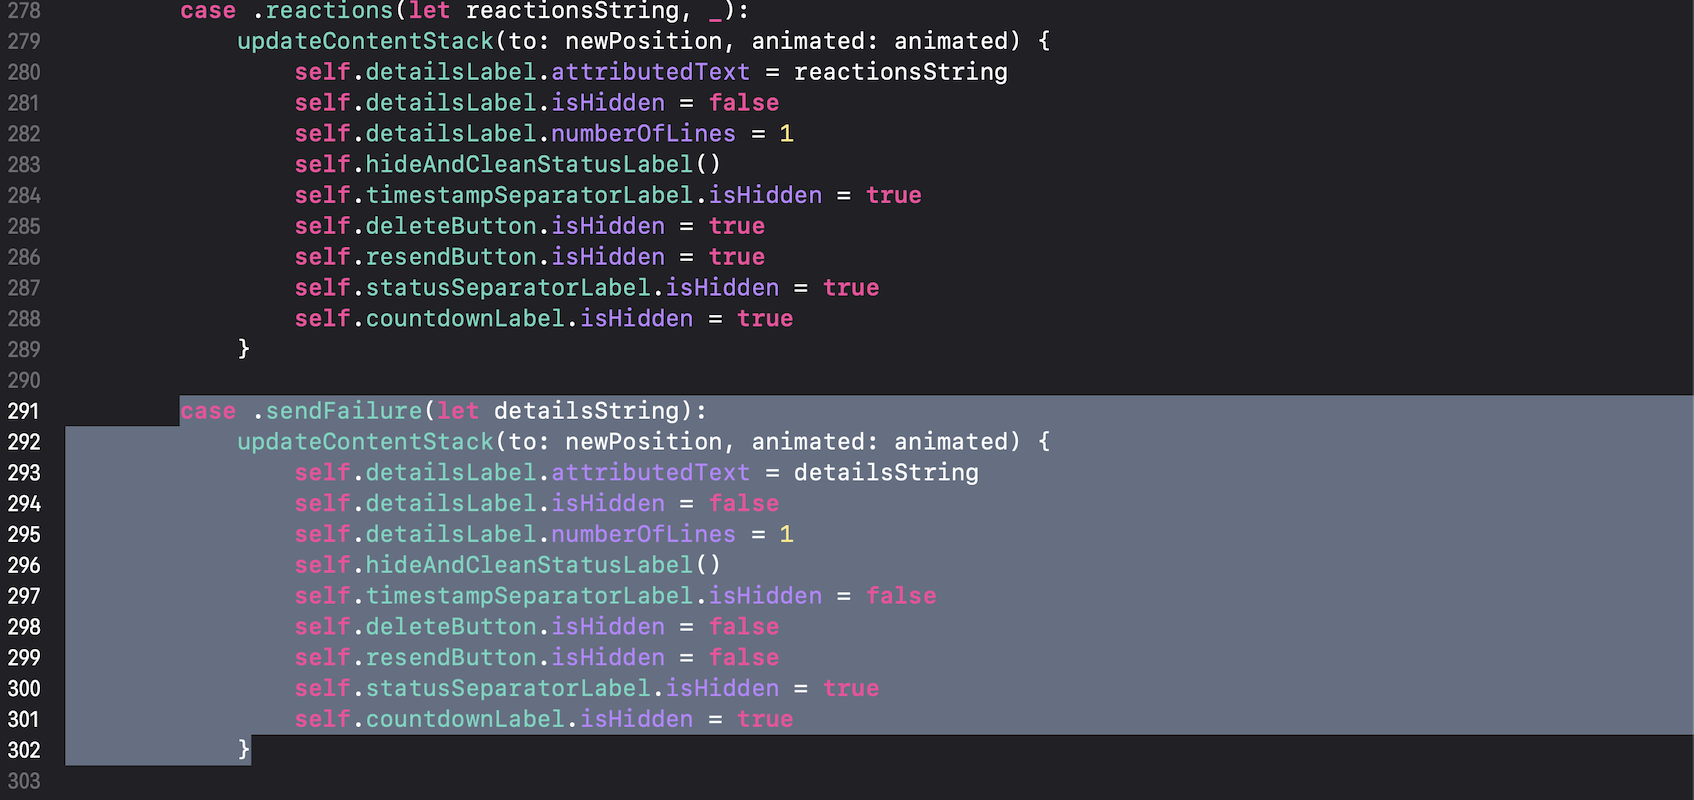 278 case .reactions(let reactionsString, _):
279 updateContentStack(to: newPosition, animated: animated) {
280 self.detailsLabel.attributedText = reactionsString
281 self.detailsLabel.isHidden = false
282 self.detailsLabel.numberOfLines = 1
283 self.hideAndCleanStatusLabel()
284 self.timestampSeparatorLabel.isHidden = true
285 self.deleteButton.isHidden = true
286 self.resendButton.isHidden = true
287 self.statusSeparatorLabel.isHidden = true
288 self.countdownLabel.isHidden = true
289 }
290
291 case .sendFailure(let detailsString):
292 updateContentStack(to: newPosition, animated: animated) {
293 self.detailsLabel.attributedText = detailsString
294 self.detailsLabel.isHidden = false
295 self.detailsLabel.numberOfLines = 1
296 self.hideAndCleanStatusLabel()
297 self.timestampSeparatorLabel.isHidden = false
298 self.deleteButton.isHidden = false
299 self.resendButton.isHidden = false
300 self.statusSeparatorLabel.isHidden = true
301 self.countdownLabel.isHidden = true
302 }
303